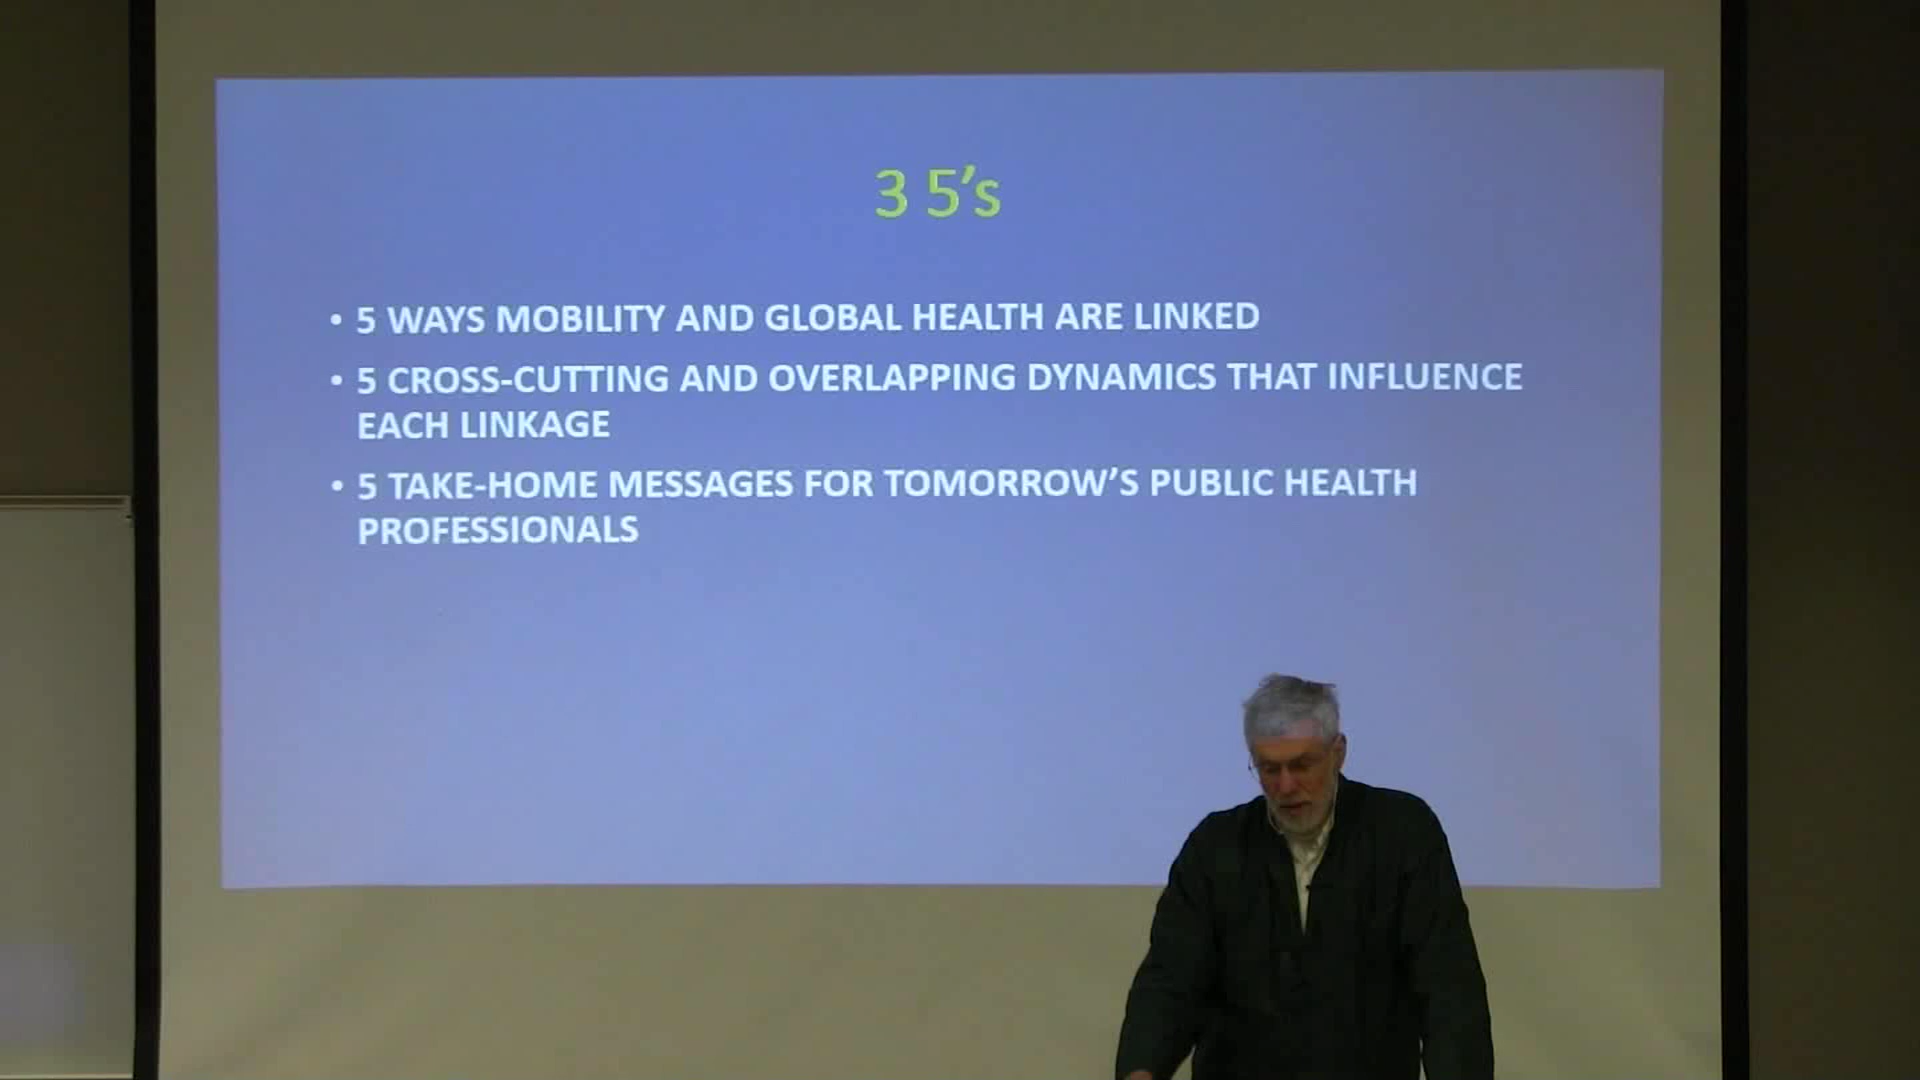 3 5’s
• 5 WAYS MOBILITY AND GLOBAL HEALTH ARE LINKED
• 5 CROSS-CUTTING AND OVERLAPPING DYNAMICS THAT INFLUENCE
EACH LINKAGE
• 5 TAKE-HOME MESSAGES FOR TOMORROW’S PUBLIC HEALTH
PROFESSIONALS